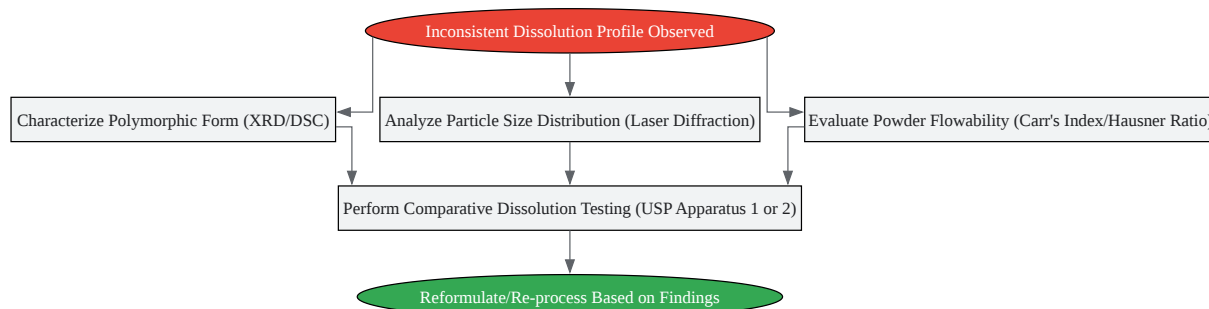 Inconsistent Dissolution Profile Observed
Characterize Polymorphic Form (XRD/DSC)
Analyze Particle Size Distribution (Laser Diffraction)
Evaluate Powder Flowability (Carr's Index/Hausner Ratio)
Perform Comparative Dissolution Testing (USP Apparatus 1 or 2)
Reformulate/Re-process Based on Findings